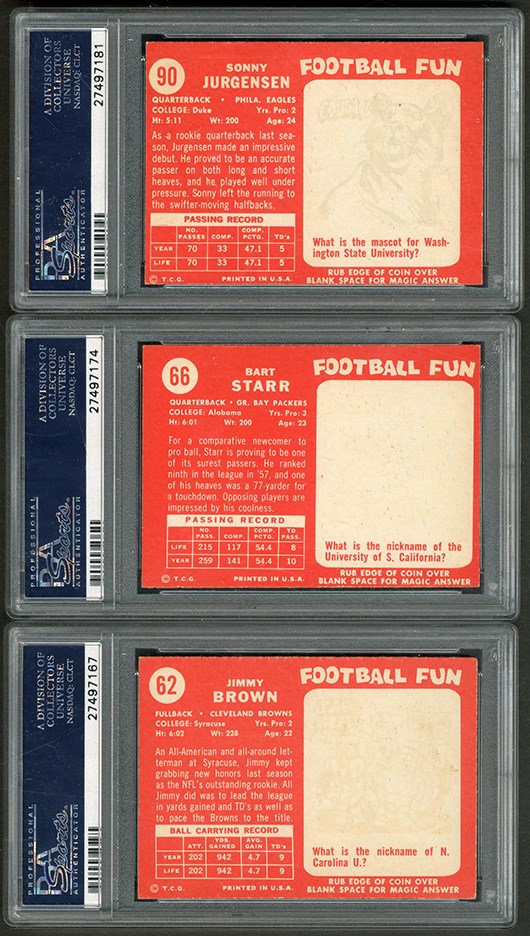 A DIVISION OF
COLLECTORS
UNIVERSE
NASDAQ: CLCT
27497181
PROFESSIONAL
PSA
Sports
AUTHENTICATOR
90
SONNY
JURGENSEN
QUARTERBACK • PHILA. EAGLES
COLLEGE: Duke Yrs. Pro: 2
Ht: 5:11 Wt: 200 Age: 24
As a rookie quarterback last sea-
son, Jurgensen made an impressive
debut. He proved to be an accurate
passer on both long and short
heaves, and he played well under
pressure. Sonny left the running to
the swifter-moving halfbacks.
PASSING RECORD
NO. PASSES COMP. COMP. PCTG. TD's
YEAR 70 33 47.1 5
LIFE 70 33 47.1 5
© T.C.G. PRINTED IN U.S.A.
FOOTBALL FUN
What is the mascot for Wash-
ington State University?
RUB EDGE OF COIN OVER
BLANK SPACE FOR MAGIC ANSWER
A DIVISION OF
COLLECTORS
UNIVERSE
NASDAQ: CLCT
27497174
PROFESSIONAL
PSA
Sports
AUTHENTICATOR
66
BART
STARR
QUARTERBACK • GR. BAY PACKERS
COLLEGE: Alabama Yrs. Pro: 3
Ht: 6:01 Wt: 200 Age: 23
For a comparative newcomer to
pro ball, Starr is proving to be one
of its surest passers. He ranked
ninth in the league in '57, and one
of his heaves was a 77-yarder for
a touchdown. Opposing players are
impressed by his coolness.
PASSING RECORD
NO. PASS. COMP. COMP. PCTG. TD PASS.
LIFE 215 117 54.4 8
YEAR 259 141 54.4 10
© T.C.G. PRINTED IN U.S.A.
FOOTBALL FUN
What is the nickname of the
University of S. California?
RUB EDGE OF COIN OVER
BLANK SPACE FOR MAGIC ANSWER
A DIVISION OF
COLLECTORS
UNIVERSE
NASDAQ: CLCT
27497167
PROFESSIONAL
PSA
Sports
AUTHENTICATOR
62
JIMMY
BROWN
FULLBACK • CLEVELAND BROWNS
COLLEGE: Syracuse Yrs. Pro: 2
Ht: 6:02 Wt: 228 Age: 22
An All-American and all-around let-
terman at Syracuse, Jimmy kept
grabbing new honors last season
as the NFL's outstanding rookie. All
Jimmy did was to lead the league
in yards gained and TD's as well as
to pace the Browns to the title.
BALL CARRYING RECORD
ATT. YDS. GAINED AVG. GAIN TD's
YEAR 202 942 4.7 9
LIFE 202 942 4.7 9
© T.C.G. PRINTED IN U.S.A.
FOOTBALL FUN
What is the nickname of N.
Carolina U.?
RUB EDGE OF COIN OVER
BLANK SPACE FOR MAGIC ANSWER